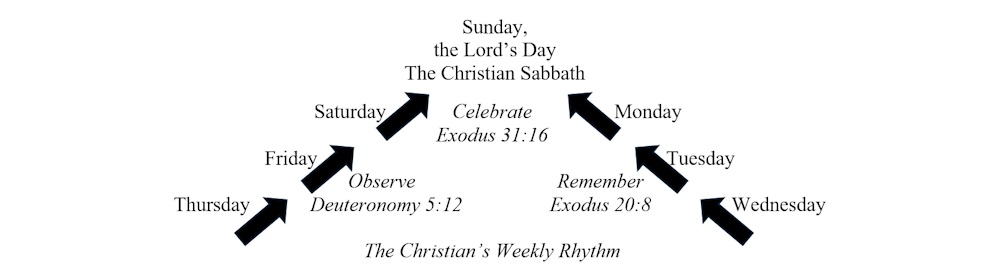 Sunday,
the Lord’s Day
The Christian Sabbath
Saturday
Celebrate
Monday
Exodus 31:16
Friday
Tuesday
Observe
Remember
Thursday
Deuteronomy 5:12
Exodus 20:8
Wednesday
The Christian’s Weekly Rhythm